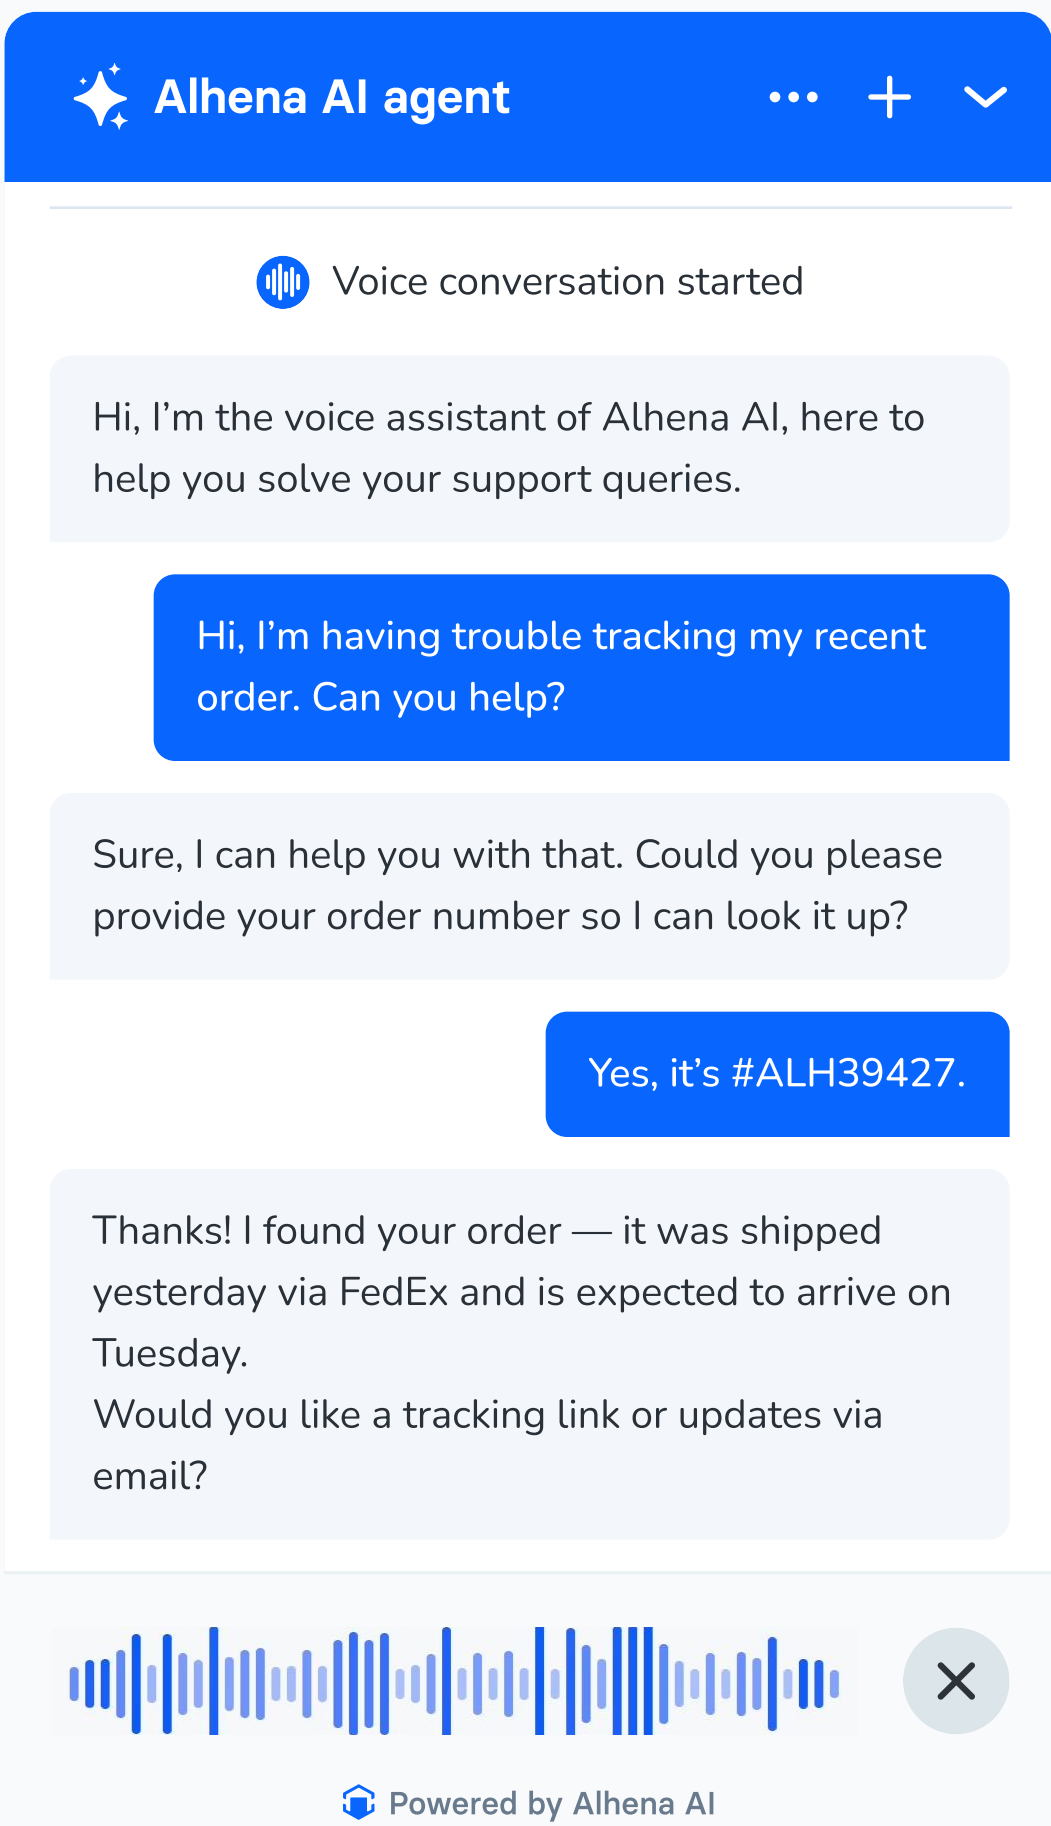 Alhena AI agent
Voice conversation started
Hi, I’m the voice assistant of Alhena AI, here to
help you solve your support queries.
Hi, I’m having trouble tracking my recent
order. Can you help?
Sure, I can help you with that. Could you please
provide your order number so I can look it up?
Yes, it’s #ALH39427.
Thanks! I found your order — it was shipped
yesterday via FedEx and is expected to arrive on
Tuesday.
Would you like a tracking link or updates via
email?
Powered by Alhena AI